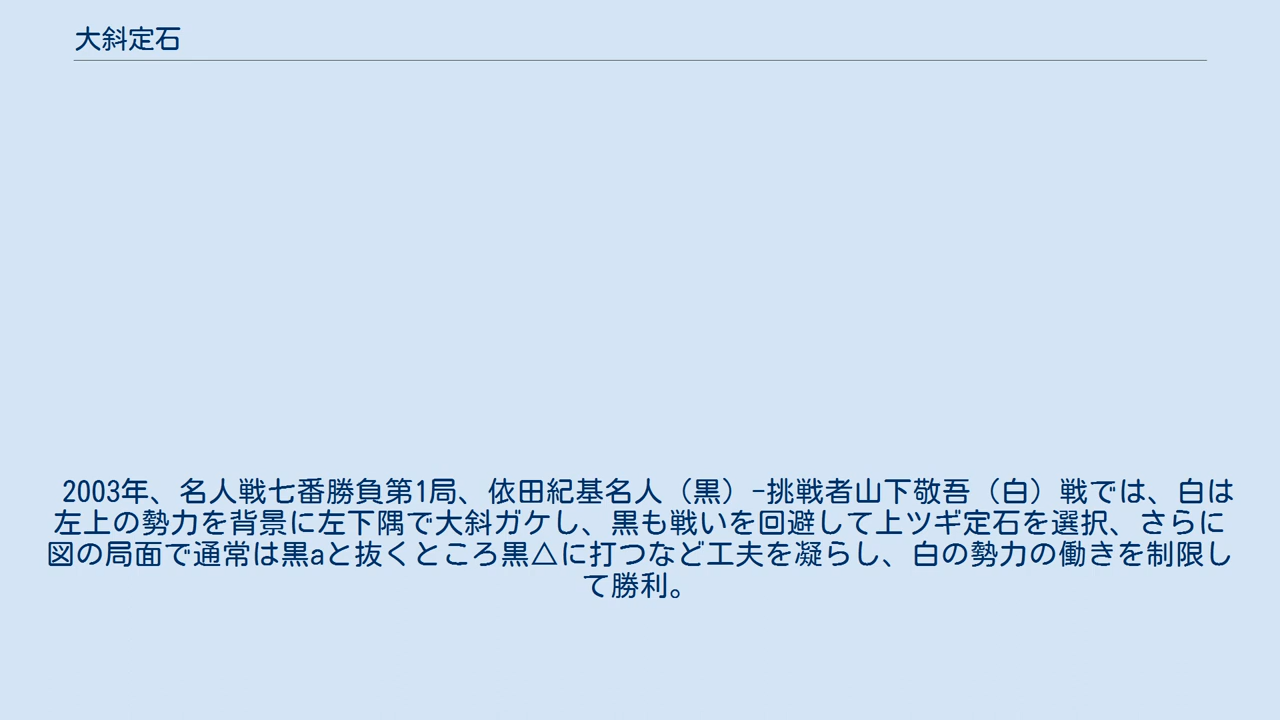 大斜定石
2003年、名人戦七番勝負第1局、依田紀基名人（黒）-挑戦者山下敬吾（白）戦では、白は
左上の勢力を背景に左下隅で大斜ガケし、黒も戦いを回避して上ツギ定石を選択、さらに
図の局面で通常は黒aと抜くところ黒△に打つなど工夫を凝らし、白の勢力の働きを制限し
て勝利。